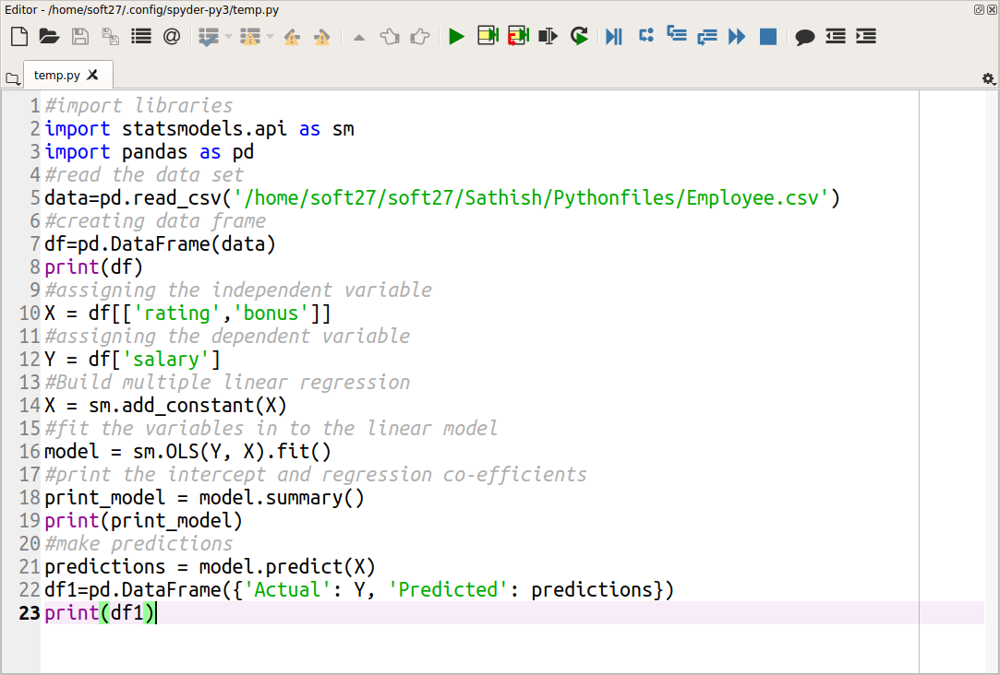 Editor - /home/soft27/.config/spyder-py3/temp.py
temp.py
1 #import libraries
2 import statsmodels.api as sm
3 import pandas as pd
4 #read the data set
5 data=pd.read_csv('/home/soft27/soft27/Sathish/Pythonfiles/Employee.csv')
6 #creating data frame
7 df=pd.DataFrame(data)
8 print(df)
9 #assigning the independent variable
10 X = df[['rating','bonus']]
11 #assigning the dependent variable
12 Y = df['salary']
13 #Build multiple linear regression
14 X = sm.add_constant(X)
15 #fit the variables in to the linear model
16 model = sm.OLS(Y, X).fit()
17 #print the intercept and regression co-efficients
18 print_model = model.summary()
19 print(print_model)
20 #make predictions
21 predictions = model.predict(X)
22 df1=pd.DataFrame({'Actual': Y, 'Predicted': predictions})
23 print(df1)